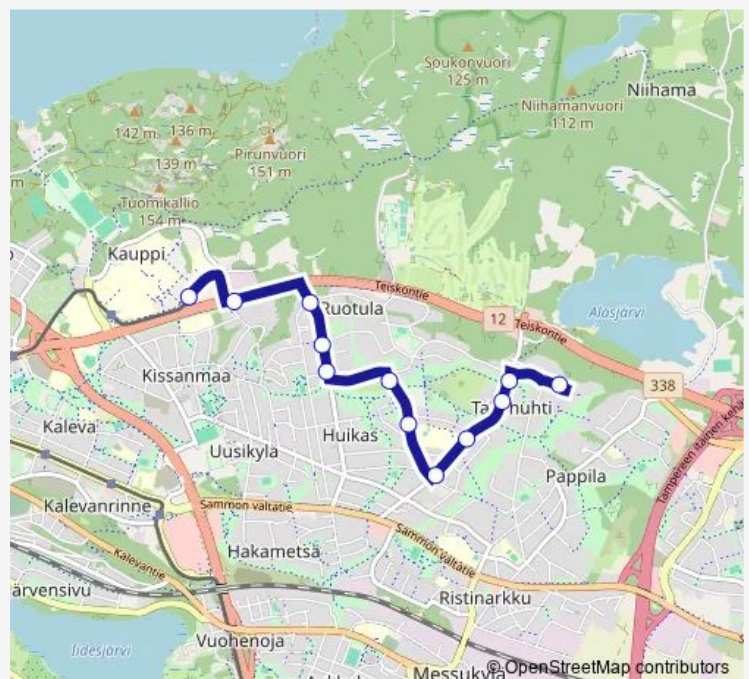 Soukonvuori
125 m
Niihama
Niihamanvuori
112 m
142 m
136 m
139 m
Pirunvuori
151 m
m
Tuomikallio
154 m
Kauppi
Teiskontie
Ruotula
12
Teiskontie
Alasjärvi
Kissanmaa
338
Kaleva
Huikas
Uusikylä
Pappila
Kalevanrinne
Sammon valtatie
Sammon valtatie
Hakametsä
Kalevantie
Tampereen itäinen kehä
ärvensivu
Ristinarkku
Vuohenoja
Iidesjärvi
Messukylä
© OpenStreetMap contributors